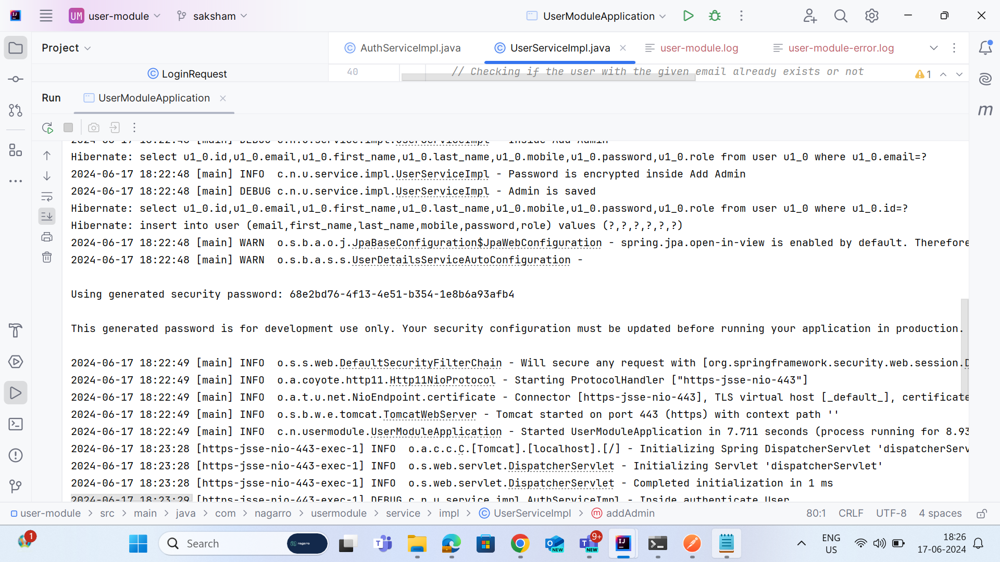 UM user-module saksham UserModuleApplication
Project AuthServiceImpl.java UserServiceImpl.java user-module.log user-module-error.log
LoginRequest 40 // Checking if the user with the given email already exists or not 1
Run UserModuleApplication
2024-06-17 18:22:48 [main] DEBUG c.n.u.service.impl.UserServiceImpl - Inside Add Admin
Hibernate: select u1_0.id,u1_0.email,u1_0.first_name,u1_0.last_name,u1_0.mobile,u1_0.password,u1_0.role from user u1_0 where u1_0.email=?
2024-06-17 18:22:48 [main] INFO  c.n.u.service.impl.UserServiceImpl - Password is encrypted inside Add Admin
2024-06-17 18:22:48 [main] DEBUG c.n.u.service.impl.UserServiceImpl - Admin is saved
Hibernate: select u1_0.id,u1_0.email,u1_0.first_name,u1_0.last_name,u1_0.mobile,u1_0.password,u1_0.role from user u1_0 where u1_0.id=?
Hibernate: insert into user (email,first_name,last_name,mobile,password,role) values (?,?,?,?,?,?)
2024-06-17 18:22:48 [main] WARN  o.s.b.a.o.j.JpaBaseConfiguration$JpaWebConfiguration - spring.jpa.open-in-view is enabled by default. Therefore
2024-06-17 18:22:48 [main] WARN  o.s.b.a.s.s.UserDetailsServiceAutoConfiguration -
Using generated security password: 68e2bd76-4f13-4e51-b354-1e8b6a93afb4
This generated password is for development use only. Your security configuration must be updated before running your application in production.
2024-06-17 18:22:49 [main] INFO  o.s.s.web.DefaultSecurityFilterChain - Will secure any request with [org.springframework.security.web.session.D
2024-06-17 18:22:49 [main] INFO  o.a.coyote.http11.Http11NioProtocol - Starting ProtocolHandler ["https-jsse-nio-443"]
2024-06-17 18:22:49 [main] INFO  o.a.t.u.net.NioEndpoint.certificate - Connector [https-jsse-nio-443], TLS virtual host [_default_], certificate
2024-06-17 18:22:49 [main] INFO  o.s.b.w.e.tomcat.TomcatWebServer - Tomcat started on port 443 (https) with context path ''
2024-06-17 18:22:49 [main] INFO  c.n.usermodule.UserModuleApplication - Started UserModuleApplication in 7.711 seconds (process running for 8.93
2024-06-17 18:23:28 [https-jsse-nio-443-exec-1] INFO  o.a.c.c.C.[Tomcat].[localhost].[/] - Initializing Spring DispatcherServlet 'dispatcherServ
2024-06-17 18:23:28 [https-jsse-nio-443-exec-1] INFO  o.s.web.servlet.DispatcherServlet - Initializing Servlet 'dispatcherServlet'
2024-06-17 18:23:28 [https-jsse-nio-443-exec-1] INFO  o.s.web.servlet.DispatcherServlet - Completed initialization in 1 ms
2024-06-17 18:23:29 [https-jsse-nio-443-exec-1] DEBUG c.n.u.service.impl.AuthServiceImpl - Inside authenticate User
user-module > src > main > java > com > nagarro > usermodule > service > impl > UserServiceImpl > addAdmin 80:1 CRLF UTF-8 4 spaces
1 Search nagarro NEW 9+ NEW ENG 18:26
US 17-06-2024